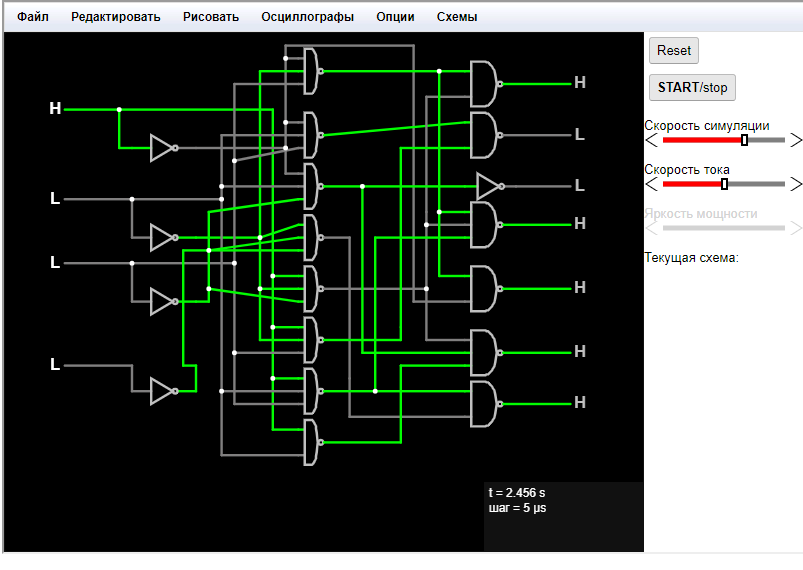 Файл Редактировать Рисовать Осциллографы Опции Схемы
Reset
START/stop
Скорость симуляции
Скорость тока
Яркость мощности
Текущая схема:
H
L
L
L
H
L
L
H
H
H
H
t = 2.456 s
шаг = 5 µs